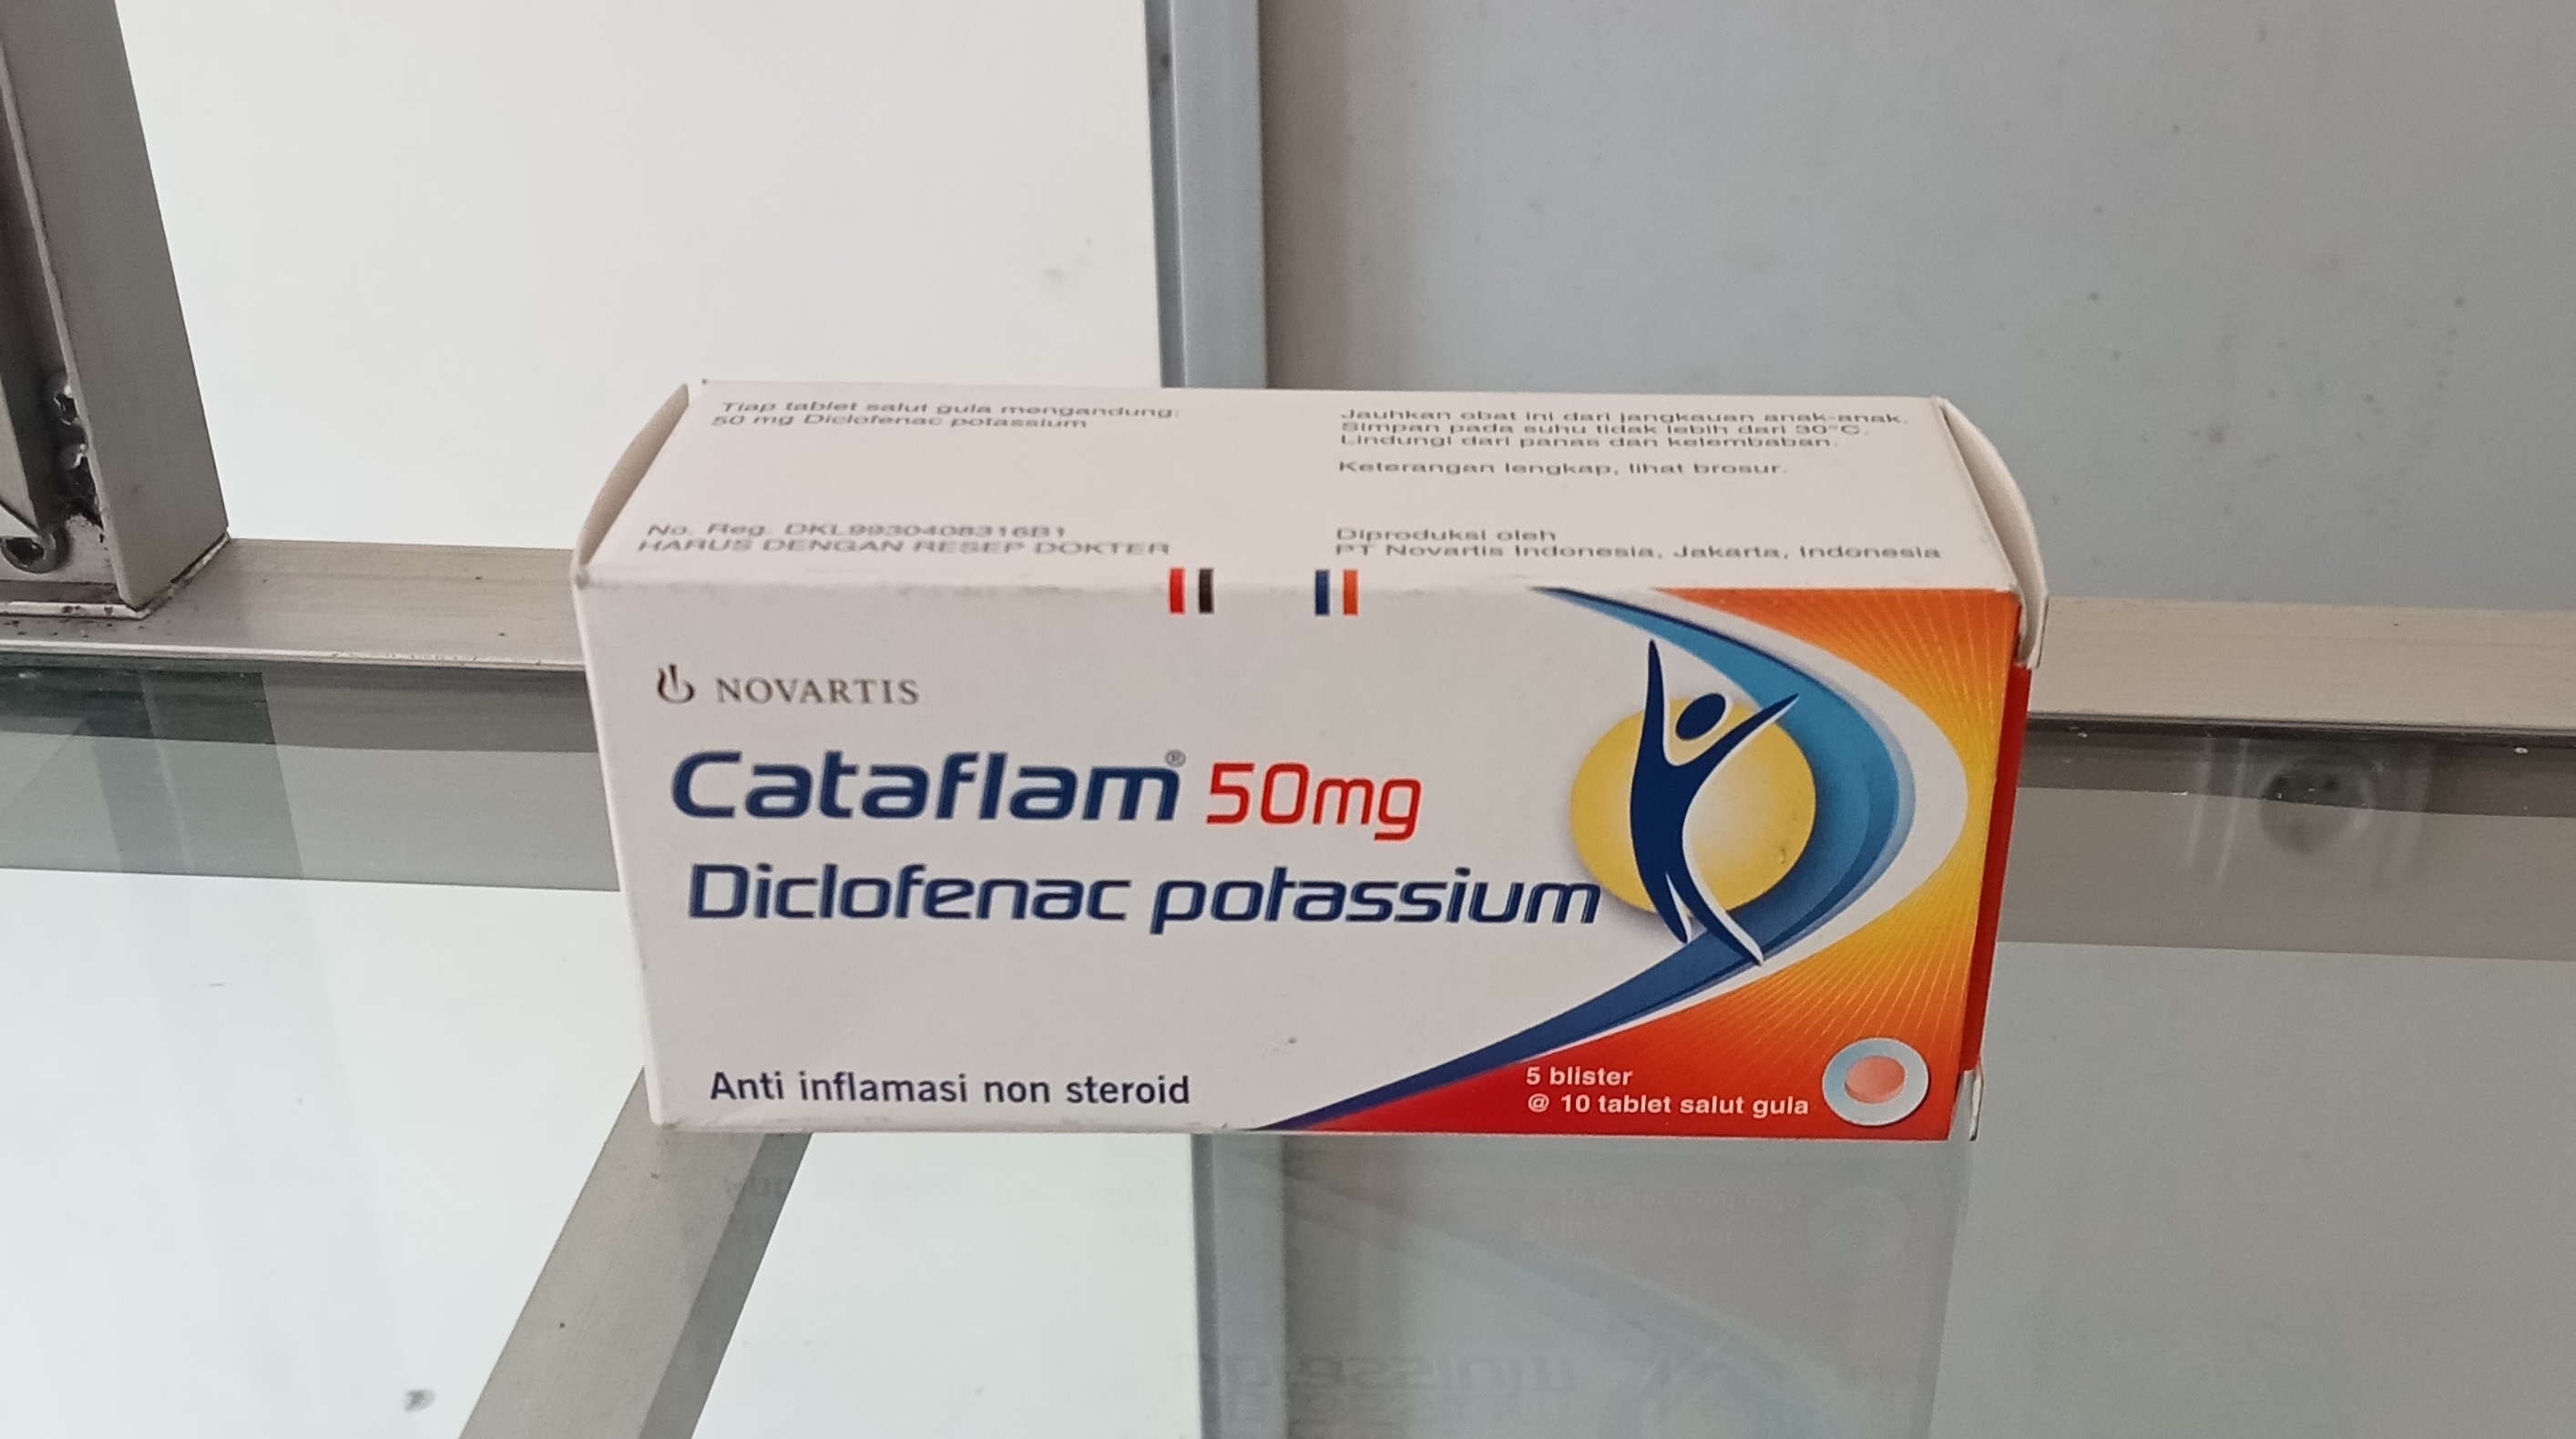 Tiap tablet salut gula mengandung:
50 mg Diclofenac potassium
No. Reg. DKL9930408316B1
HARUS DENGAN RESEP DOKTER
Jauhkan obat ini dari jangkauan anak-anak.
Simpan pada suhu tidak lebih dari 30°C.
Lindungi dari panas dan kelembaban.
Keterangan lengkap, lihat brosur.
Diproduksi oleh
PT Novartis Indonesia, Jakarta, Indonesia
NOVARTIS
Cataflam® 50mg
Diclofenac potassium
Anti inflamasi non steroid
5 blister
@ 10 tablet salut gula